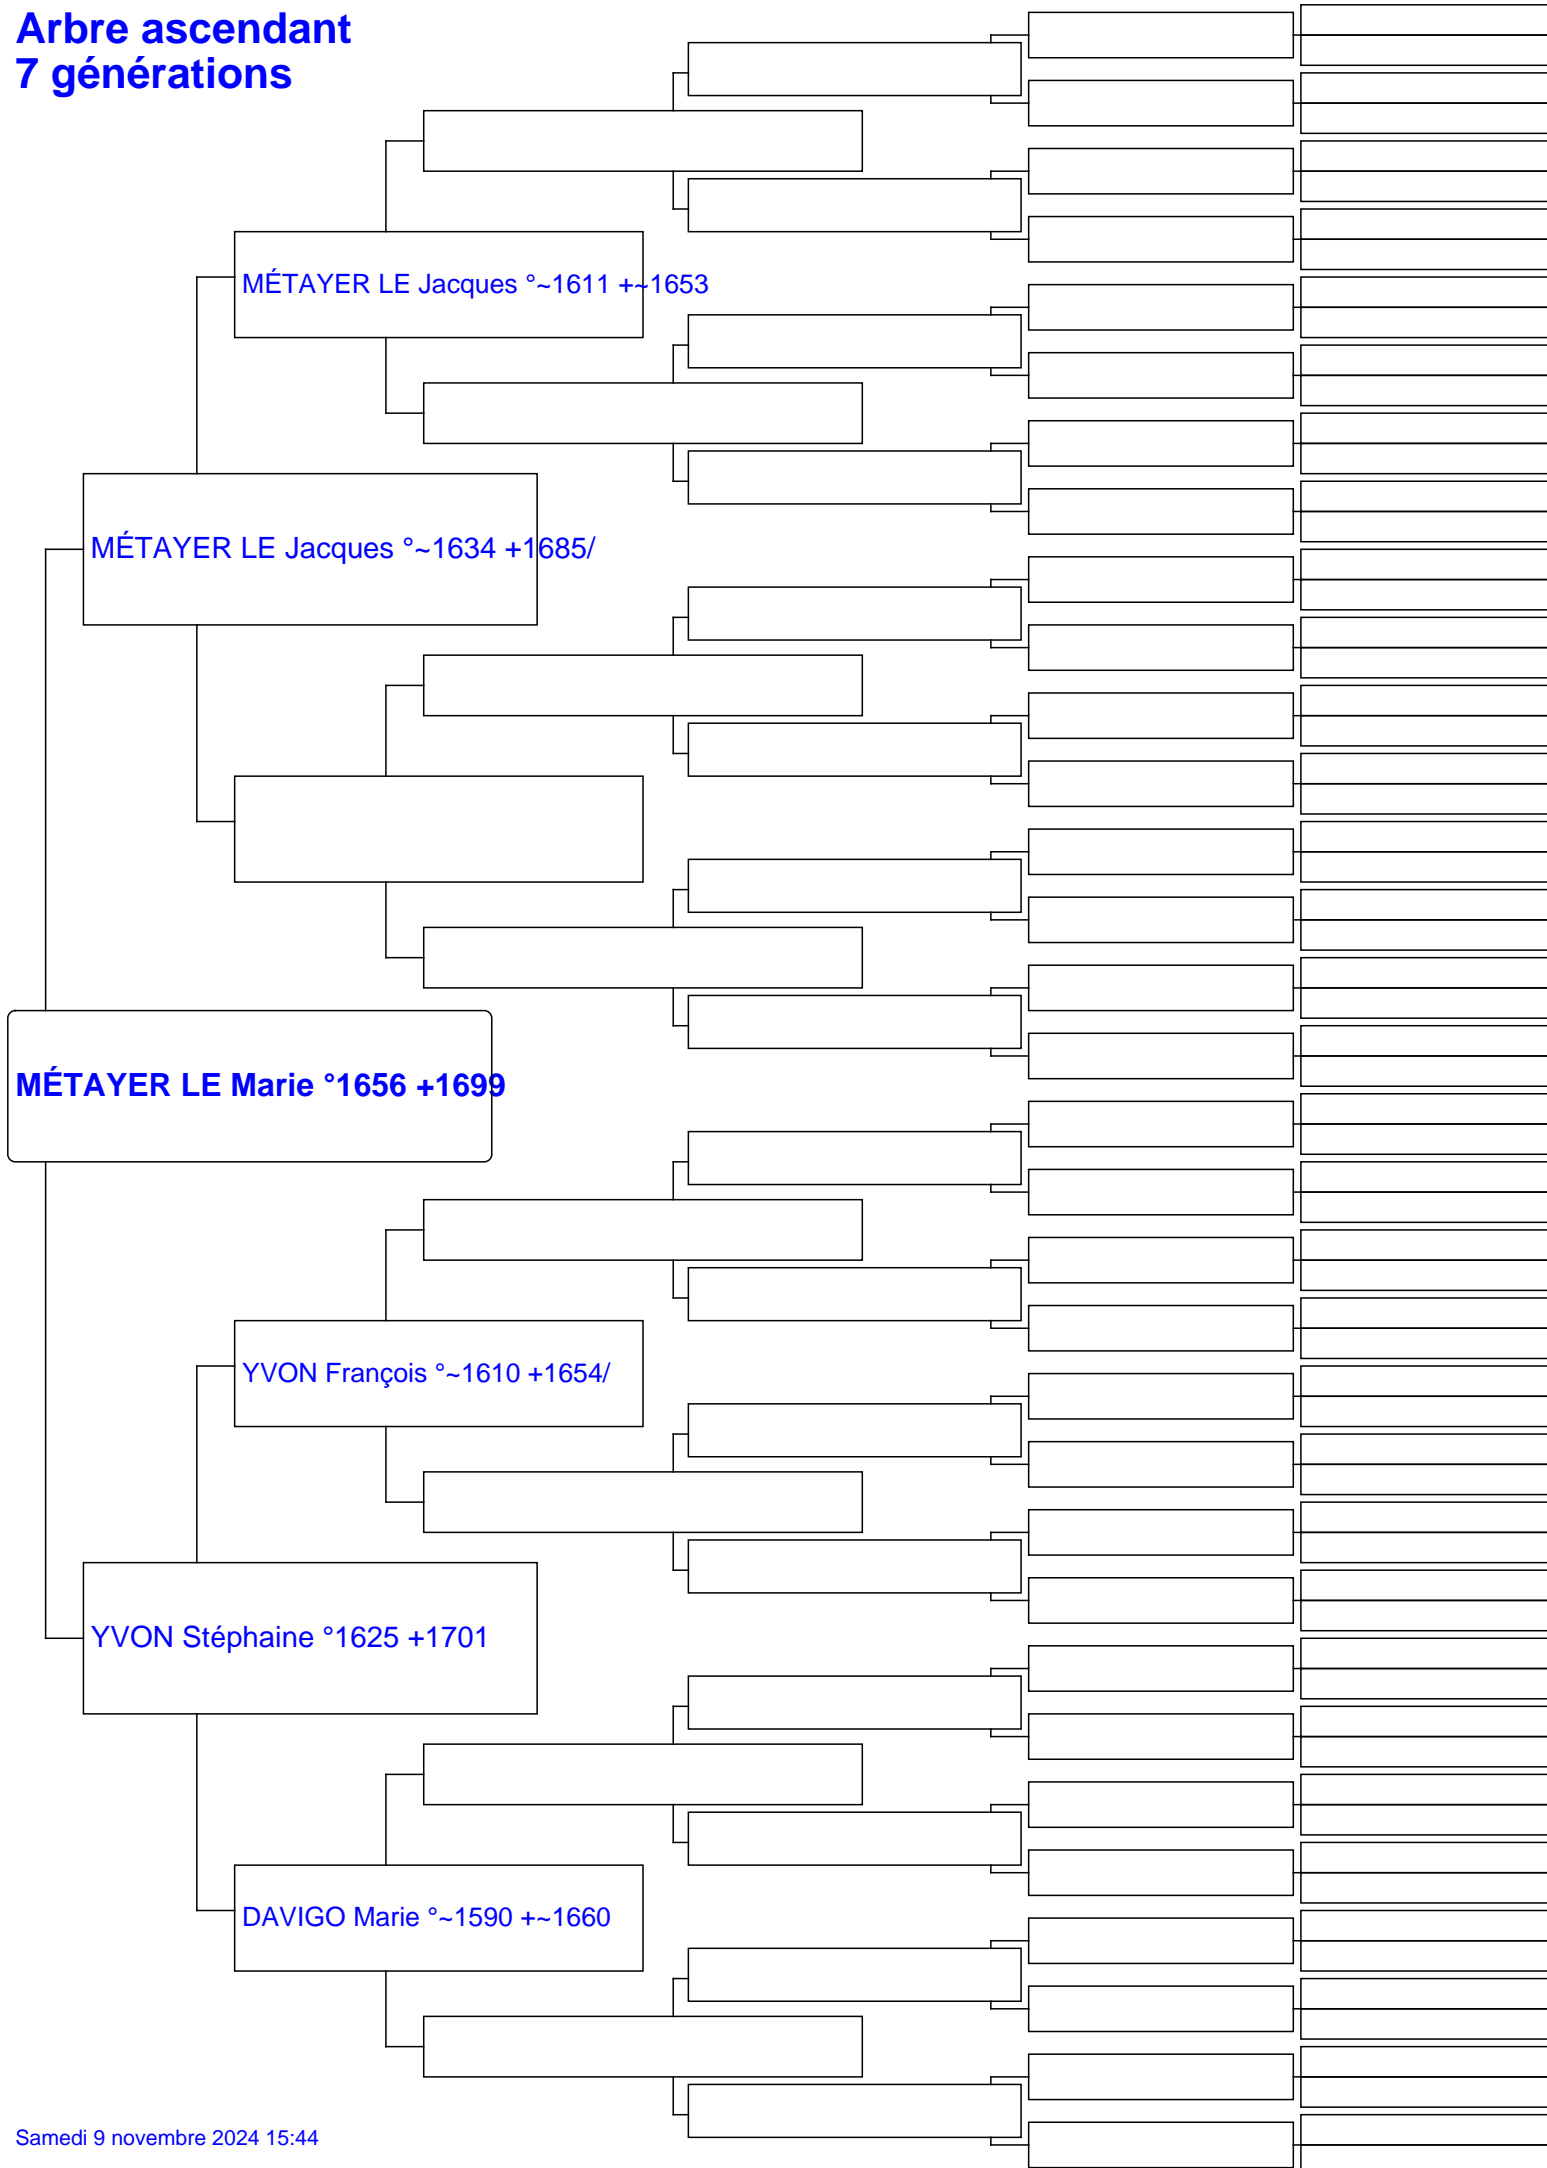 Arbre ascendant
7 générations
MÉTAYER LE Jacques °~1611 +~1653
MÉTAYER LE Jacques °~1634 +1685/
MÉTAYER LE Marie °1656 +1699
YVON François °~1610 +1654/
YVON Stéphaine °1625 +1701
DAVIGO Marie °~1590 +~1660
Samedi 9 novembre 2024 15:44